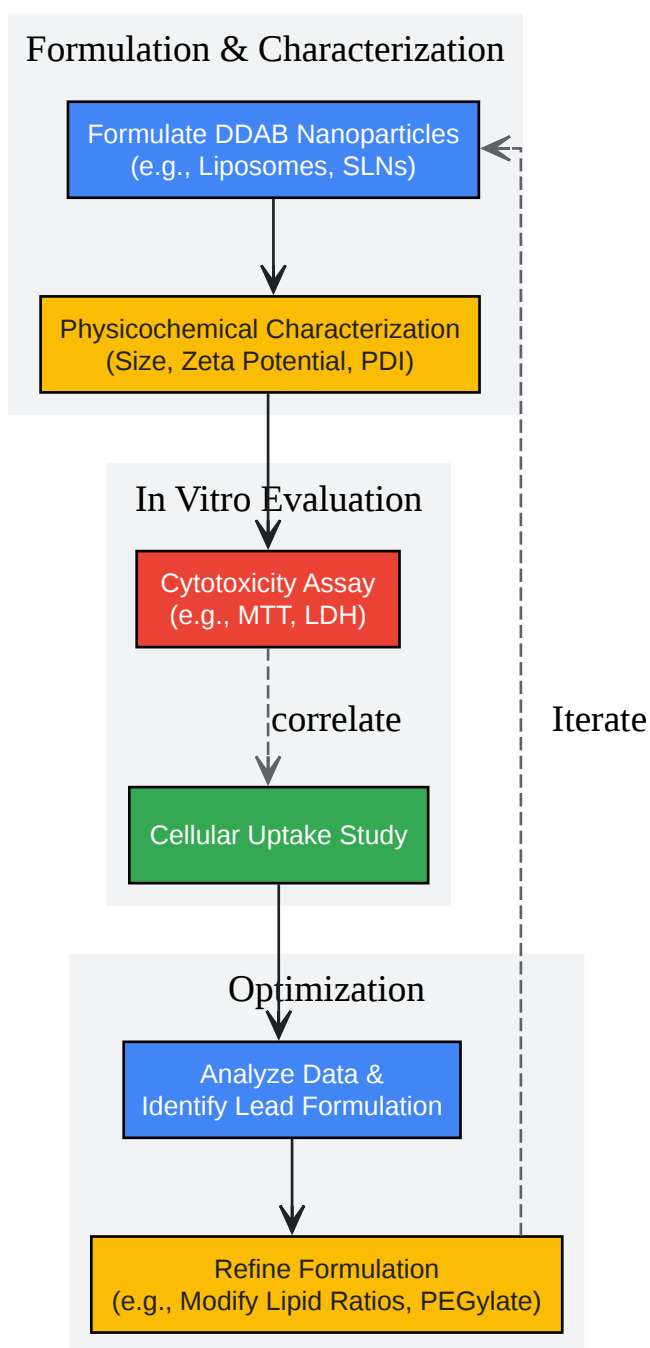 Formulation & Characterization
Formulate DDAB Nanoparticles
(e.g., Liposomes, SLNs)
Physicochemical Characterization
(Size, Zeta Potential, PDI)
In Vitro Evaluation
Cytotoxicity Assay
(e.g., MTT, LDH)
correlate
Iterate
Cellular Uptake Study
Optimization
Analyze Data &
Identify Lead Formulation
Refine Formulation
(e.g., Modify Lipid Ratios, PEGylate)